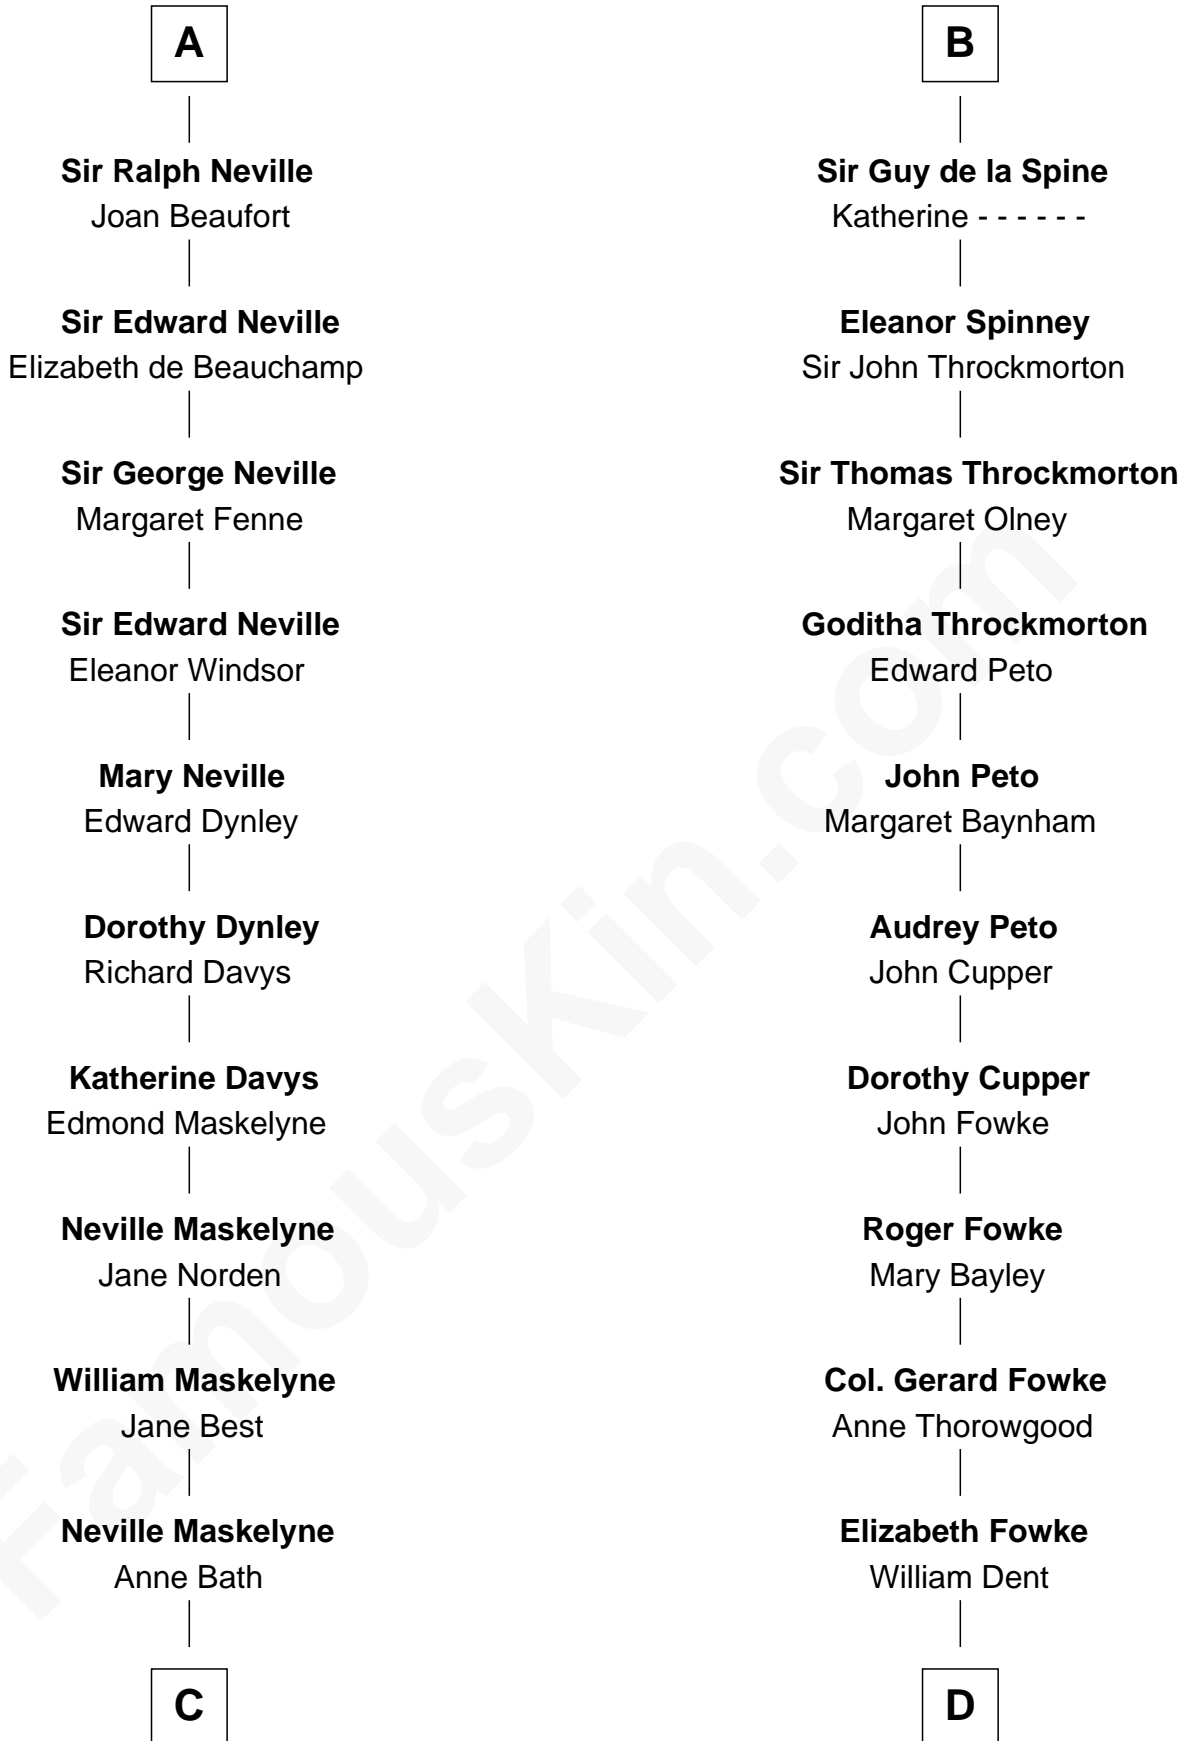 A
Sir Ralph Neville
Joan Beaufort
Sir Edward Neville
Elizabeth de Beauchamp
Sir George Neville
Margaret Fenne
Sir Edward Neville
Eleanor Windsor
Mary Neville
Edward Dynley
Dorothy Dynley
Richard Davys
Katherine Davys
Edmond Maskelyne
Neville Maskelyne
Jane Norden
William Maskelyne
Jane Best
Neville Maskelyne
Anne Bath
C
B
Sir Guy de la Spine
Katherine - - - - - -
Eleanor Spinney
Sir John Throckmorton
Sir Thomas Throckmorton
Margaret Olney
Goditha Throckmorton
Edward Peto
John Peto
Margaret Baynham
Audrey Peto
John Cupper
Dorothy Cupper
John Fowke
Roger Fowke
Mary Bayley
Col. Gerard Fowke
Anne Thorowgood
Elizabeth Fowke
William Dent
D
FamousKin.com